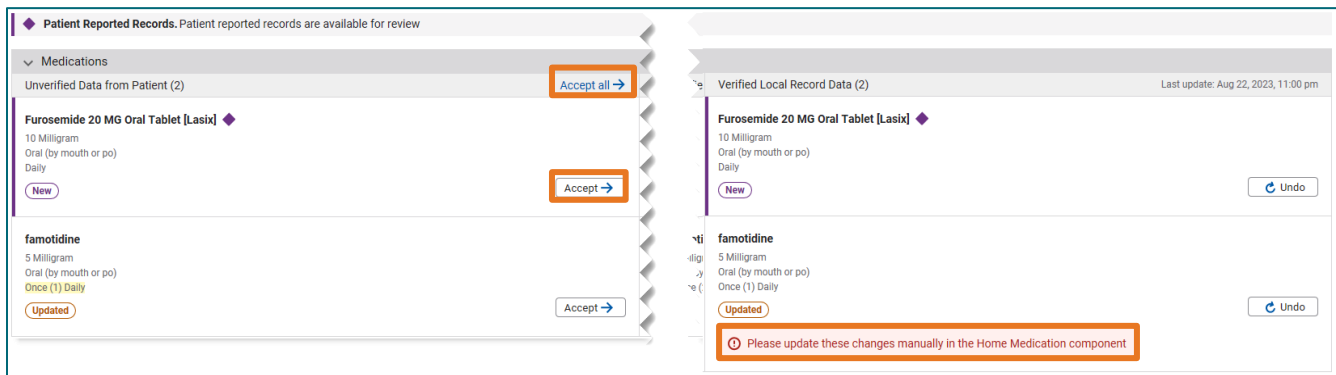 Patient Reported Records. Patient reported records are available for review
Medications
Unverified Data from Patient (2)
Accept all →
Furosemide 20 MG Oral Tablet [Lasix]
10 Milligram
Oral (by mouth or po)
Daily
New
Accept →
famotidine
5 Milligram
Oral (by mouth or po)
Once (1) Daily
Updated
Accept →
Verified Local Record Data (2)
Last update: Aug 22, 2023, 11:00 pm
Furosemide 20 MG Oral Tablet [Lasix]
10 Milligram
Oral (by mouth or po)
Daily
New
Undo
famotidine
5 Milligram
Oral (by mouth or po)
Once (1) Daily
Updated
Undo
Please update these changes manually in the Home Medication component